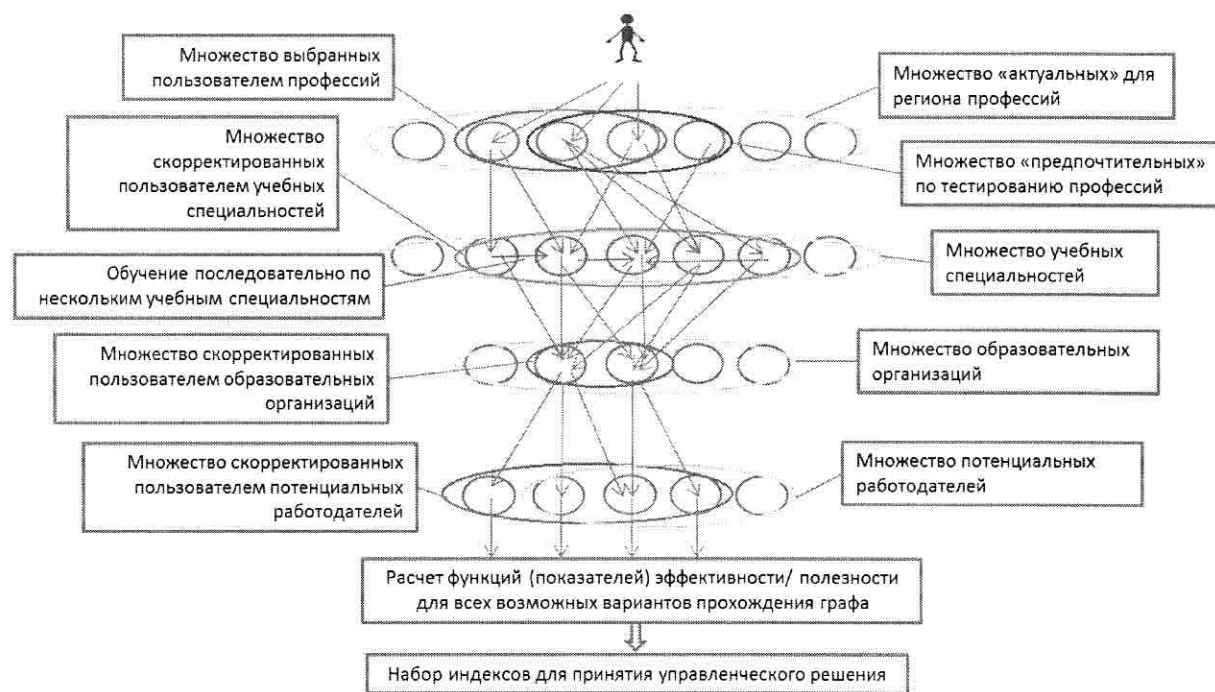 Множество выбранных
пользователем профессий
Множество «актуальных» для
региона профессий
Множество
скорректированных
пользователем учебных
специальностей
Множество «предпочтительных»
по тестированию профессий
Обучение последовательно по
нескольким учебным специальностям
Множество учебных
специальностей
Множество скорректированных
пользователем образовательных
организаций
Множество образовательных
организаций
Множество скорректированных
пользователем потенциальных
работодателей
Множество потенциальных
работодателей
Расчет функций (показателей) эффективности/ полезности
для всех возможных вариантов прохождения графа
Набор индексов для принятия управленческого решения